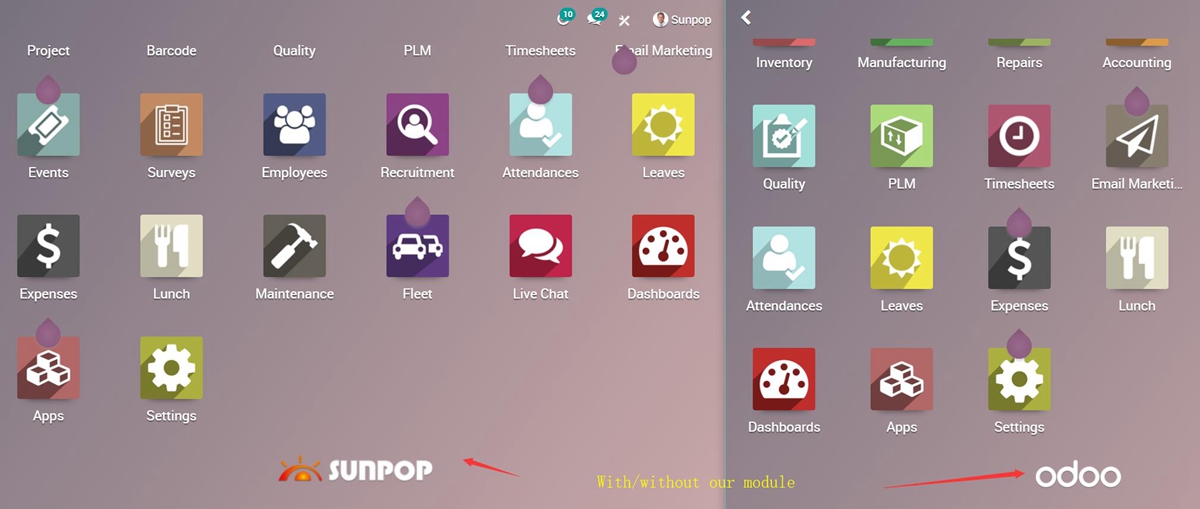 10 24 Sunpop
Project Barcode Quality PLM Timesheets Email Marketing
Events Surveys Employees Recruitment Attendances Leaves
Expenses Lunch Maintenance Fleet Live Chat Dashboards
Apps Settings
SUNPOP
Inventory Manufacturing Repairs Accounting
Quality PLM Timesheets Email Marketi...
Attendances Leaves Expenses Lunch
Dashboards Apps Settings
With/without our module
odoo